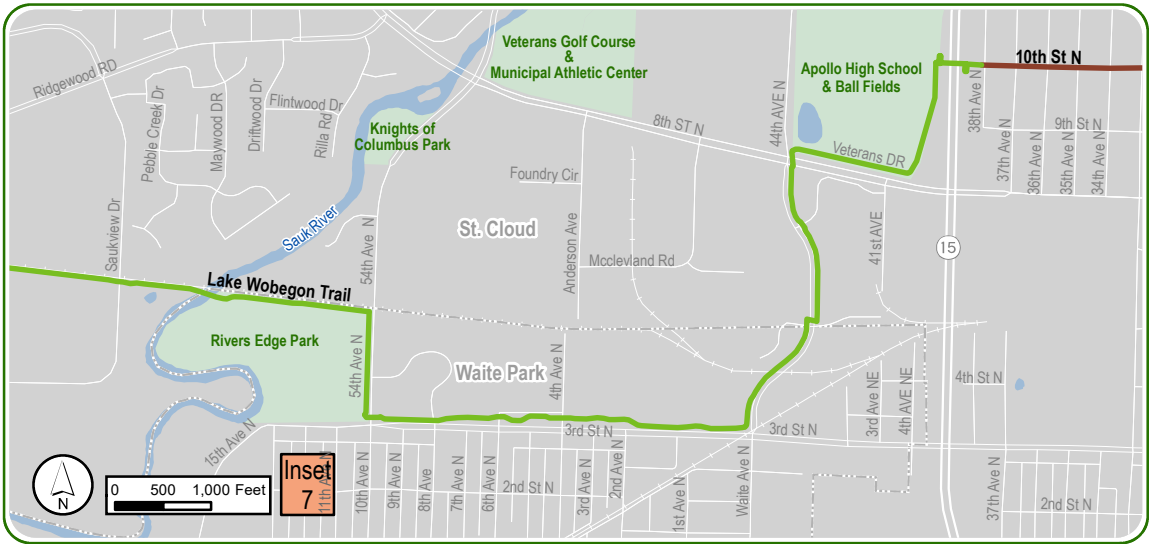 Veterans Golf Course
&
Municipal Athletic Center
Apollo High School
& Ball Fields
10th St N
Ridgewood RD
Pebble Creek Dr
Maywood DR
Driftwood Dr
Flintwood Dr
Rilla Rd
Knights of
Columbus Park
8th ST N
44th AVE N
38th Ave N
9th St N
37th Ave N
36th Ave N
35th Ave N
34th Ave N
Veterans DR
Foundry Cir
Saukview Dr
Sauk River
54th Ave N
St. Cloud
Anderson Ave
Mcclevland Rd
41st AVE
15
Lake Wobegon Trail
Rivers Edge Park
54th Ave N
Waite Park
4th Ave N
3rd Ave NE
4th AVE NE
4th St N
15th Ave N
3rd St N
3rd St N
Inset
7
11th Ave N
10th Ave N
9th Ave N
8th Ave
7th Ave N
6th Ave N
2nd St N
3rd Ave N
2nd Ave N
1st Ave N
Waite Ave N
37th Ave N
2nd St N
N
0 500 1,000 Feet